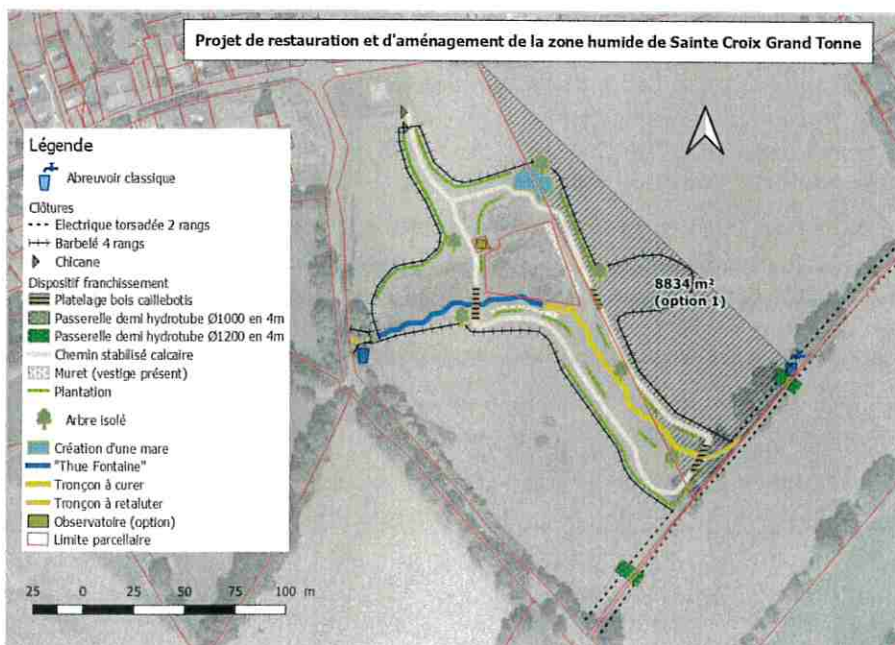 Projet de restauration et d'aménagement de la zone humide de Sainte Croix Grand Tonne
Légende
Abreuvoir classique
Clôtures
Electrique torsadée 2 rangs
Barbelé 4 rangs
Chicane
Dispositif franchissement
Platelage bois caillebotis
Passerelle demi hydrotube Ø1000 en 4m
Passerelle demi hydrotube Ø1200 en 4m
Chemin stabilisé calcaire
Muret (vestige présent)
Plantation
Arbre isolé
Création d'une mare
"Thue Fontaine"
Tronçon à curer
Tronçon à retaluter
Observatoire (option)
Limite parcellaire
8834 m²
(option 1)
25 0 25 50 75 100 m